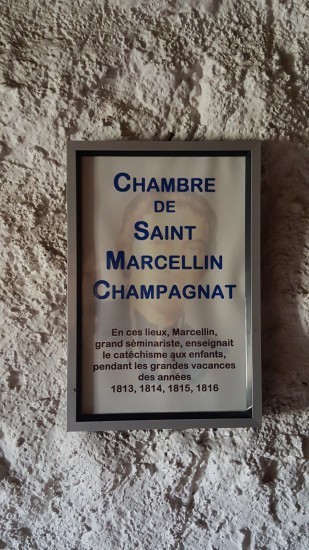 CHAMBRE
DE
SAINT
MARCELLIN
CHAMPAGNAT
En ces lieux, Marcellin,
grand séminariste, enseignait
le catéchisme aux enfants,
pendant les grandes vacances
des années
1813, 1814, 1815, 1816